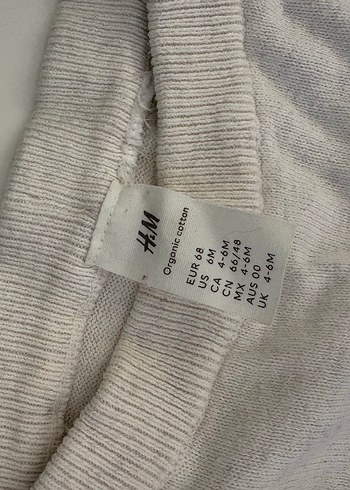 H&M
Organic cotton
EUR 68
US 6M
CA 4-6M
CN 66/48
MX 4-6M
AUS 00
UK 4-6M